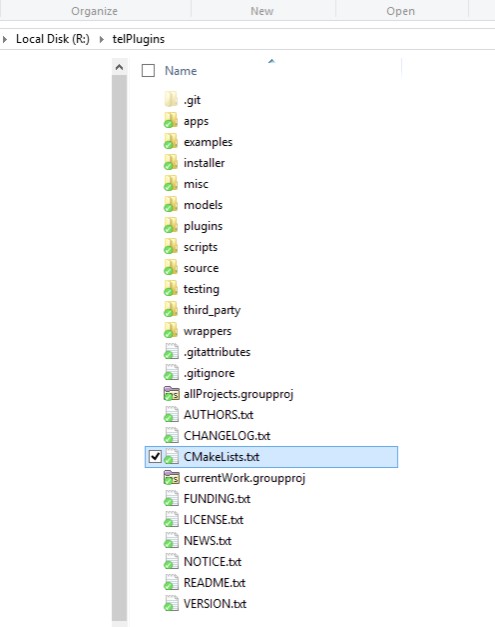 Organize New Open
Local Disk (R:) telPlugins
Name
.git
apps
examples
installer
misc
models
plugins
scripts
source
testing
third_party
wrappers
.gitattributes
.gitignore
allProjects.groupproj
AUTHORS.txt
CHANGELOG.txt
CMakeLists.txt
currentWork.groupproj
FUNDING.txt
LICENSE.txt
NEWS.txt
NOTICE.txt
README.txt
VERSION.txt